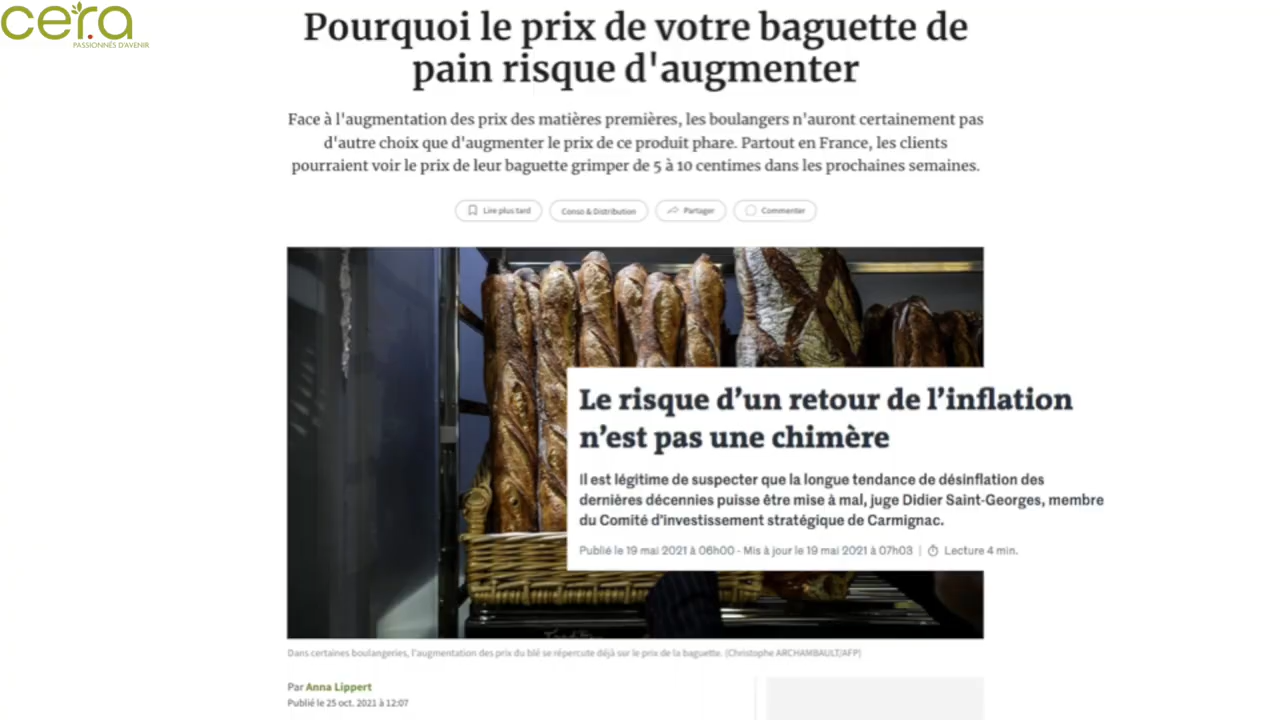 cera
PASSIONNÉS D'AVENIR
Pourquoi le prix de votre baguette de
pain risque d'augmenter
Face à l'augmentation des prix des matières premières, les boulangers n'auront certainement pas
d'autre choix que d'augmenter le prix de ce produit phare. Partout en France, les clients
pourraient voir le prix de leur baguette grimper de 5 à 10 centimes dans les prochaines semaines.
Lire plus tard
Conso & Distribution
Partager
Commenter
Le risque d’un retour de l’inflation
n’est pas une chimère
Il est légitime de suspecter que la longue tendance de désinflation des
dernières décennies puisse être mise à mal, juge Didier Saint-Georges, membre
du Comité d'investissement stratégique de Carmignac.
Publié le 19 mai 2021 à 06h00 - Mis à jour le 19 mai 2021 à 07h03 | Lecture 4 min.
Dans certaines boulangeries, l'augmentation des prix du blé se répercute déjà sur le prix de la baguette. (Christophe ARCHAMBAULT/AFP)
Par Anna Lippert
Publié le 25 oct. 2021 à 12:07